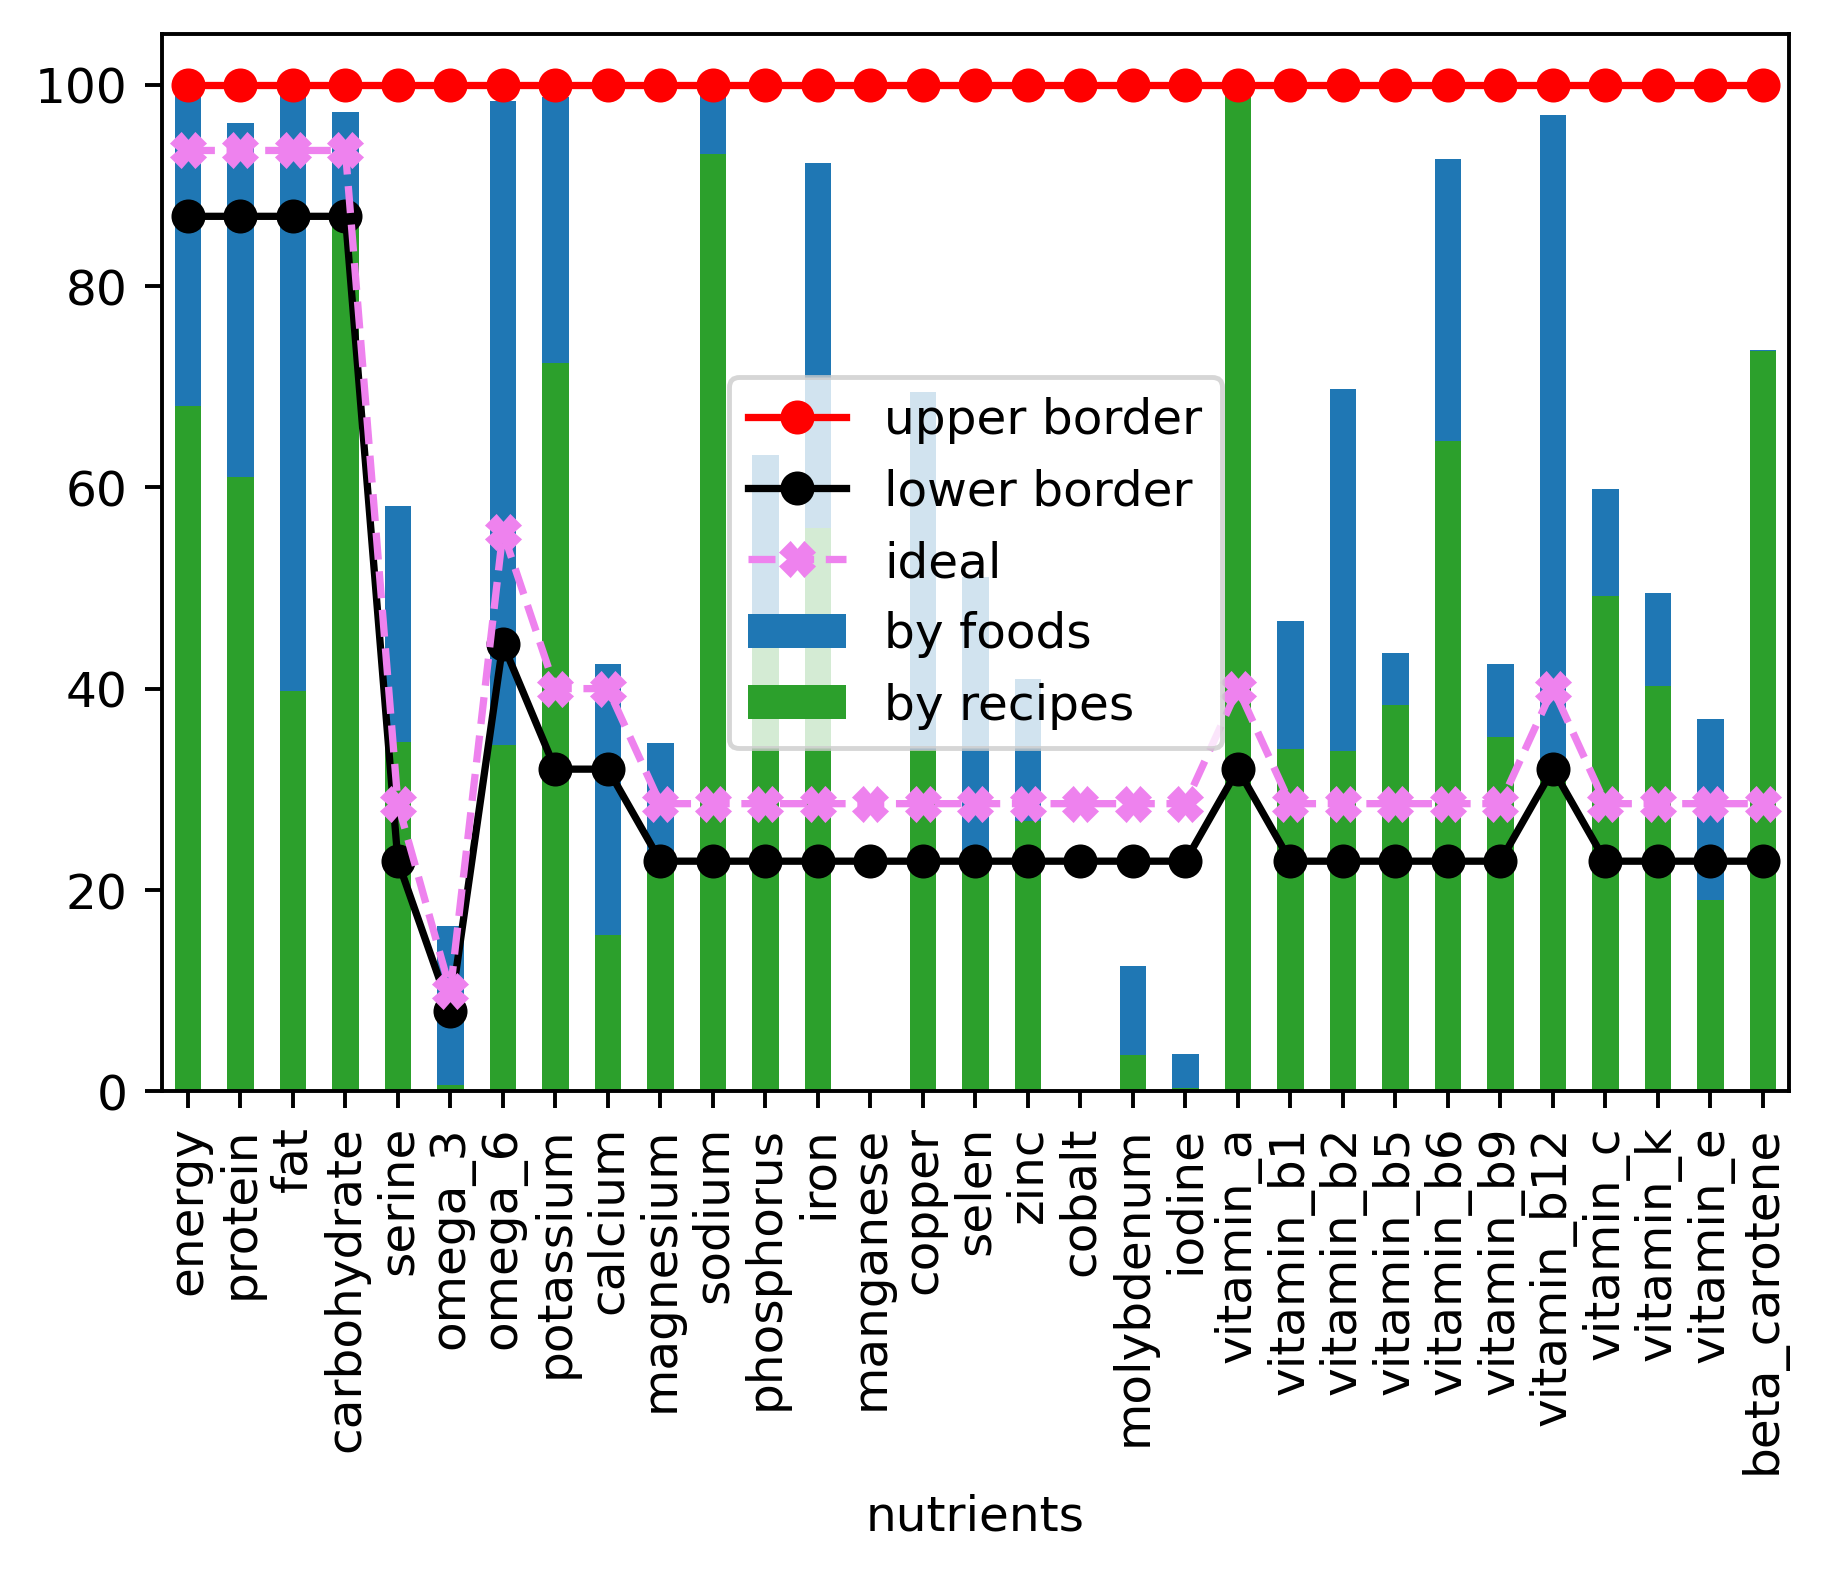 100
80
60
40
20
0
upper border
lower border
ideal
by foods
by recipes
energy
protein
fat
carbohydrate
serine
omega_3
omega_6
potassium
calcium
magnesium
sodium
phosphorus
iron
manganese
copper
selen
zinc
cobalt
molybdenum
iodine
vitamin_a
vitamin_b1
vitamin_b2
vitamin_b5
vitamin_b6
vitamin_b9
vitamin_b12
vitamin_c
vitamin_k
vitamin_e
beta_carotene
nutrients